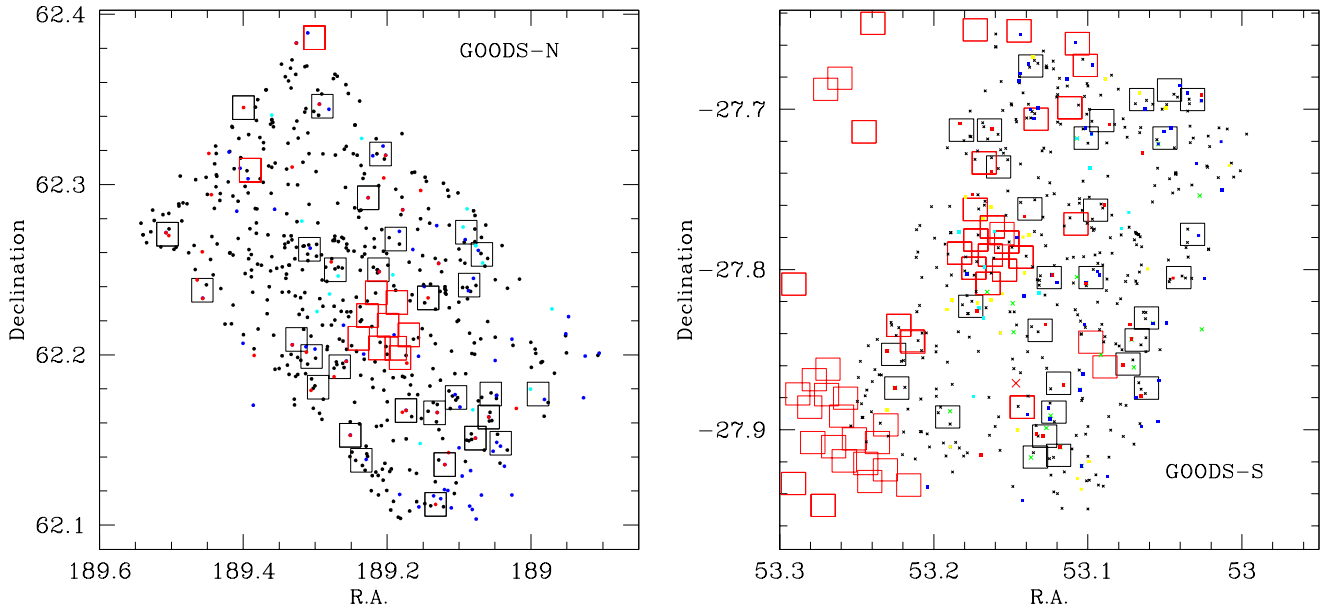 GOODS-N
62.4
62.3
62.2
62.1
Declination
189.6
189.4
189.2
189
R.A.
GOODS-S
-27.7
-27.8
-27.9
Declination
53.3
53.2
53.1
53
R.A.